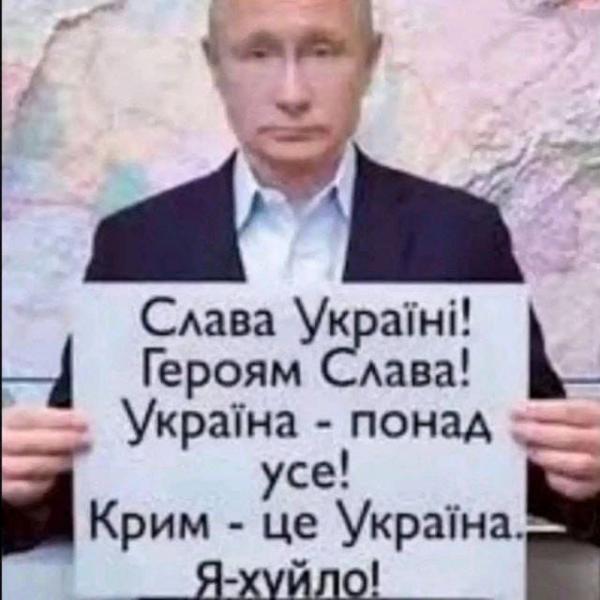 Слава Україні!
Героям Слава!
Україна - понад
усе!
Крим - це Україна.
Я-хуйло!